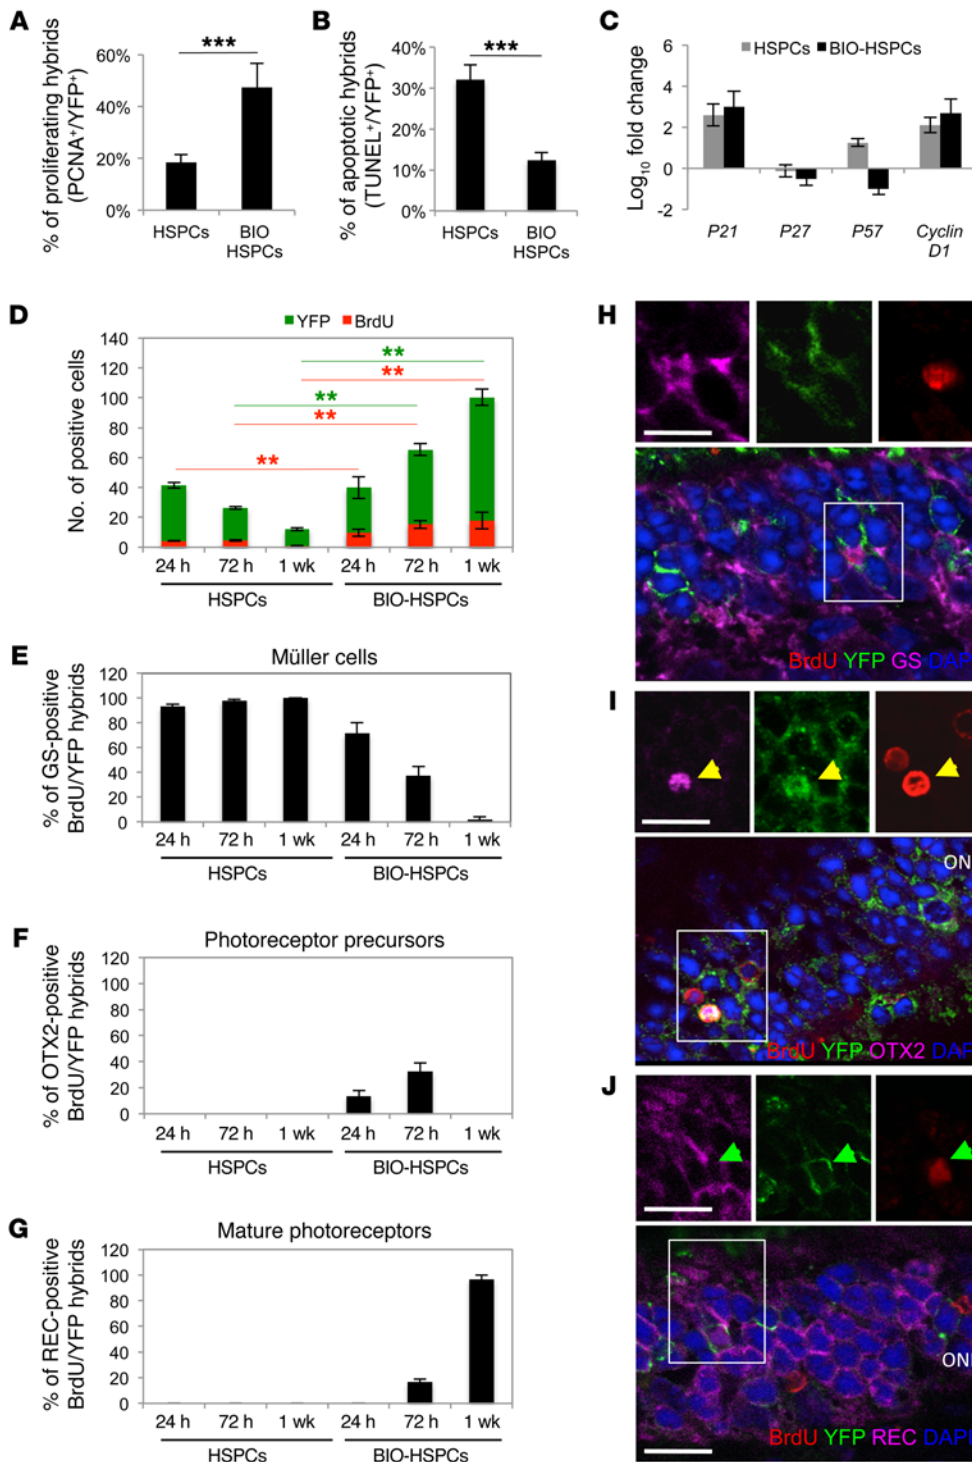 A
% of proliferating hybrids
(PCNA+/YFP+)
60%
40%
20%
0%
***
HSPCs
BIO
HSPCs
B
% of apoptotic hybrids
(TUNEL+/YFP+)
40%
30%
20%
10%
0%
***
HSPCs
BIO
HSPCs
C
HSPCs
BIO-HSPCs
Log10 fold change
6
4
2
0
-2
P21
P27
P57
Cyclin
D1
D
YFP
BrdU
No. of positive cells
140
120
100
80
60
40
20
0
**
**
**
**
**
24 h
72 h
1 wk
24 h
72 h
1 wk
HSPCs
BIO-HSPCs
E
Müller cells
% of GS-positive
BrdU/YFP hybrids
120
100
80
60
40
20
0
24 h
72 h
1 wk
24 h
72 h
1 wk
HSPCs
BIO-HSPCs
F
Photoreceptor precursors
% of OTX2-positive
BrdU/YFP hybrids
120
100
80
60
40
20
0
24 h
72 h
1 wk
24 h
72 h
1 wk
HSPCs
BIO-HSPCs
G
Mature photoreceptors
% of REC-positive
BrdU/YFP hybrids
120
100
80
60
40
20
0
24 h
72 h
1 wk
24 h
72 h
1 wk
HSPCs
BIO-HSPCs
H
BrdU YFP GS DAP
I
ON
BrdU YFP OTX2 DAP
J
ON
BrdU YFP REC DAP